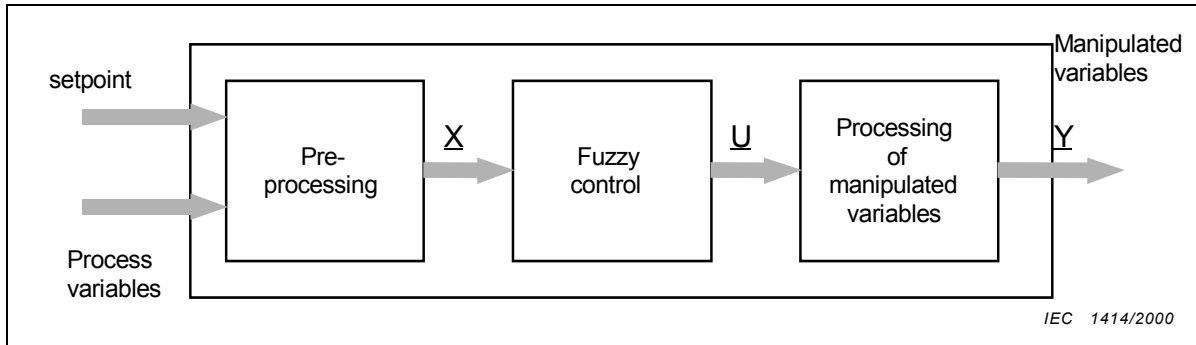 setpoint
Process
variables
Pre-
processing
X
Fuzzy
control
U
Processing
of
manipulated
variables
Manipulated
variables
Y
IEC 1414/2000